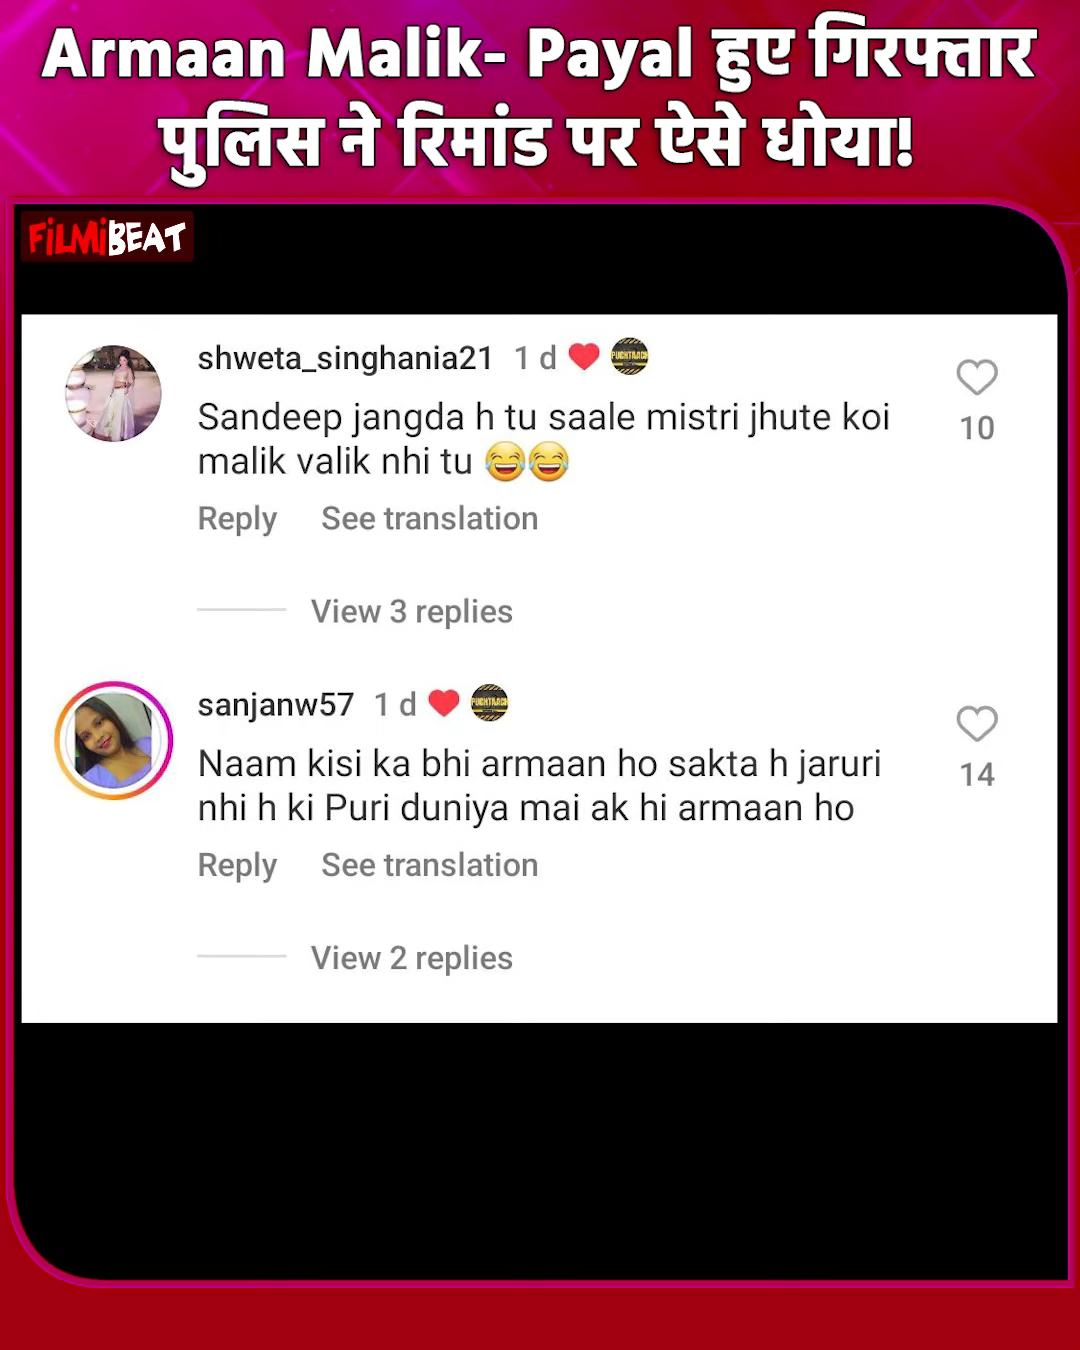 Armaan Malik- Payal हुए गिरफ्तार
पुलिस ने रिमांड पर ऐसे धोया!
FiLMiBEAT
shweta_singhania21 1 d ❤️ PUCHTAACH
Sandeep jangda h tu saale mistri jhute koi
malik valik nhi tu 😂😂
10
Reply See translation
View 3 replies
sanjanw57 1 d ❤️ PUCHTAACH
Naam kisi ka bhi armaan ho sakta h jaruri
nhi h ki Puri duniya mai ak hi armaan ho
14
Reply See translation
View 2 replies